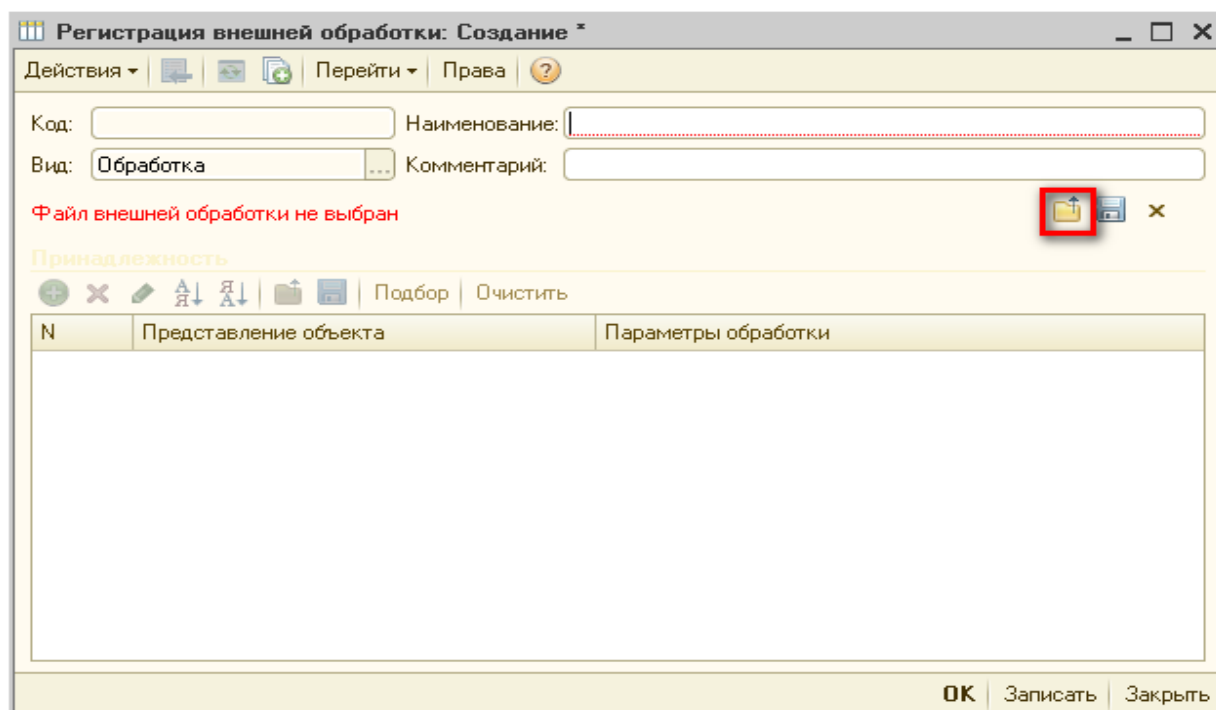 Регистрация внешней обработки: Создание *
Действия Перейти Права ?
Код: Наименование:
Вид: Обработка ... Комментарий:
Файл внешней обработки не выбран
Принадлежность
Подбор Очистить
N Представление объекта Параметры обработки
OK Записать Закрыть